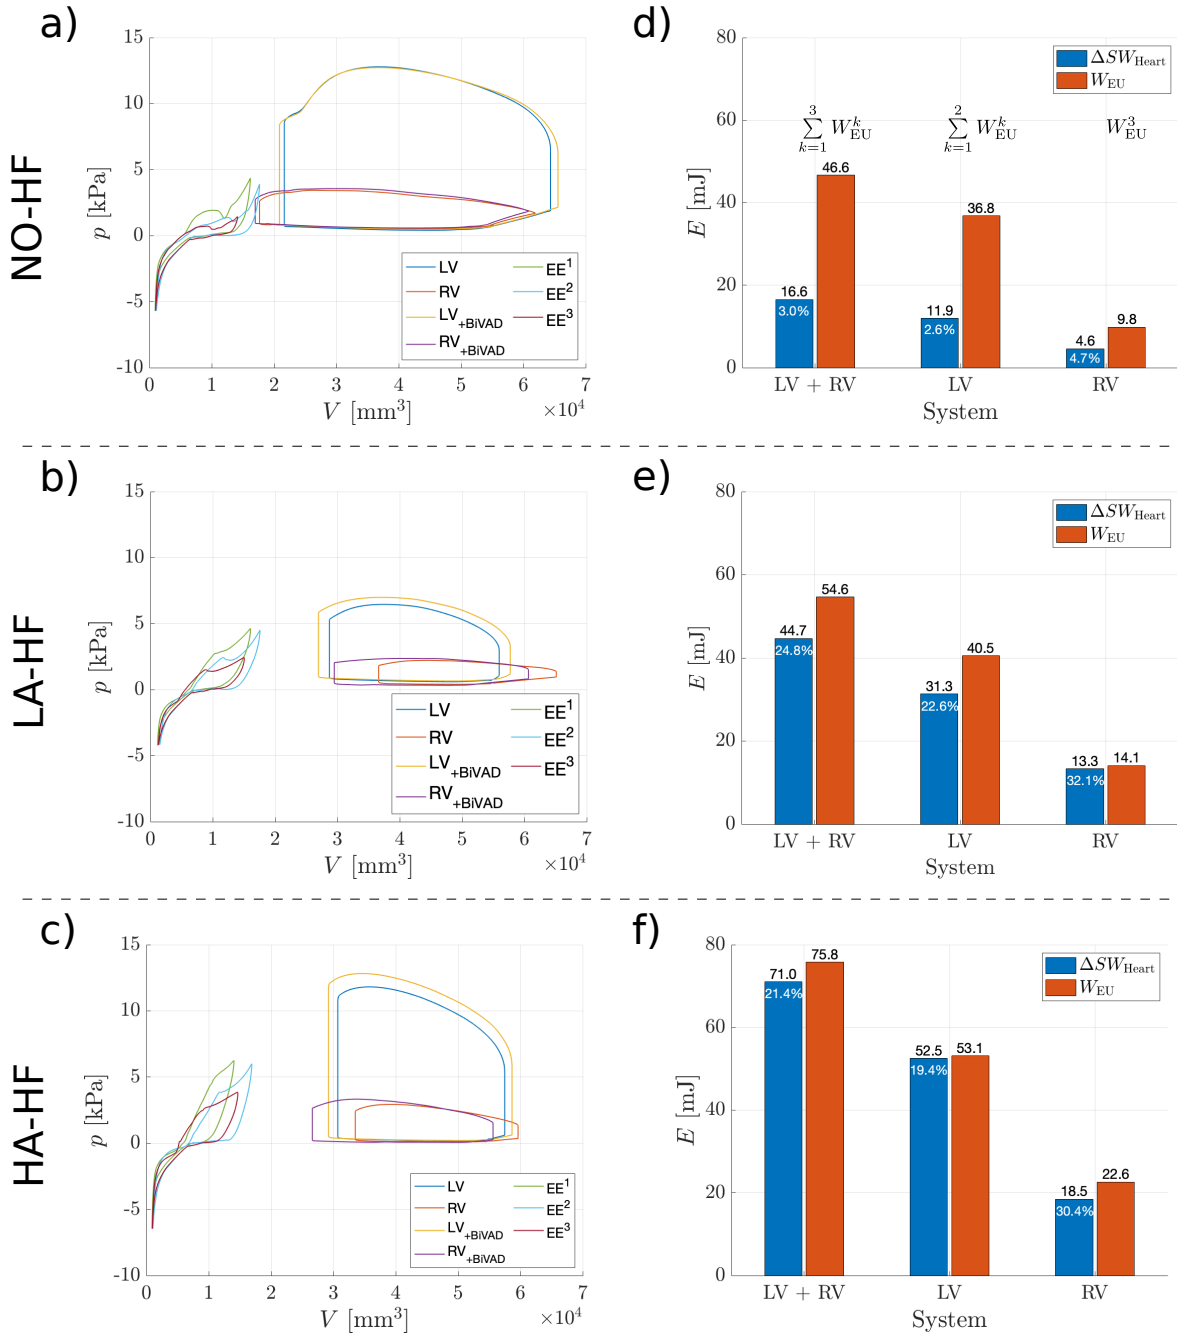 a)
NO-HF
p [kPa]
15
10
5
0
-5
-10
0 1 2 3 4 5 6 7
V [mm³]
×10⁴
LV
RV
LV+BiVAD
RV+BiVAD
EE¹
EE²
EE³
d)
E [mJ]
80
60
40
20
0
ΔSW_Heart
W_EU
3
∑ W^k_EU
k=1
2
∑ W^k_EU
k=1
W³_EU
16.6
3.0%
46.6
11.9
2.6%
36.8
4.6
4.7%
9.8
LV + RV
LV
RV
System
b)
LA-HF
p [kPa]
15
10
5
0
-5
-10
0 1 2 3 4 5 6 7
V [mm³]
×10⁴
LV
RV
LV+BiVAD
RV+BiVAD
EE¹
EE²
EE³
e)
E [mJ]
80
60
40
20
0
ΔSW_Heart
W_EU
44.7
24.8%
54.6
31.3
22.6%
40.5
13.3
32.1%
14.1
LV + RV
LV
RV
System
c)
HA-HF
p [kPa]
15
10
5
0
-5
-10
0 1 2 3 4 5 6 7
V [mm³]
×10⁴
LV
RV
LV+BiVAD
RV+BiVAD
EE¹
EE²
EE³
f)
E [mJ]
80
60
40
20
0
ΔSW_Heart
W_EU
71.0
21.4%
75.8
52.5
19.4%
53.1
18.5
30.4%
22.6
LV + RV
LV
RV
System